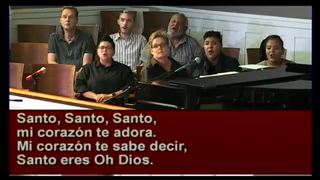 Santo, Santo, Santo,
mi corazón te adora.
Mi corazón te sabe decir,
Santo eres Oh Dios.